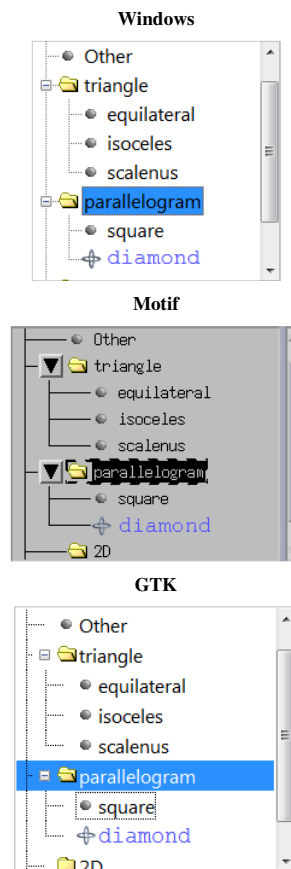 Windows
Other
triangle
equilateral
isoceles
scalenus
parallelogram
square
diamond
Motif
Other
triangle
equilateral
isoceles
scalenus
parallelogram
square
diamond
2D
GTK
Other
triangle
equilateral
isoceles
scalenus
parallelogram
square
diamond
2D